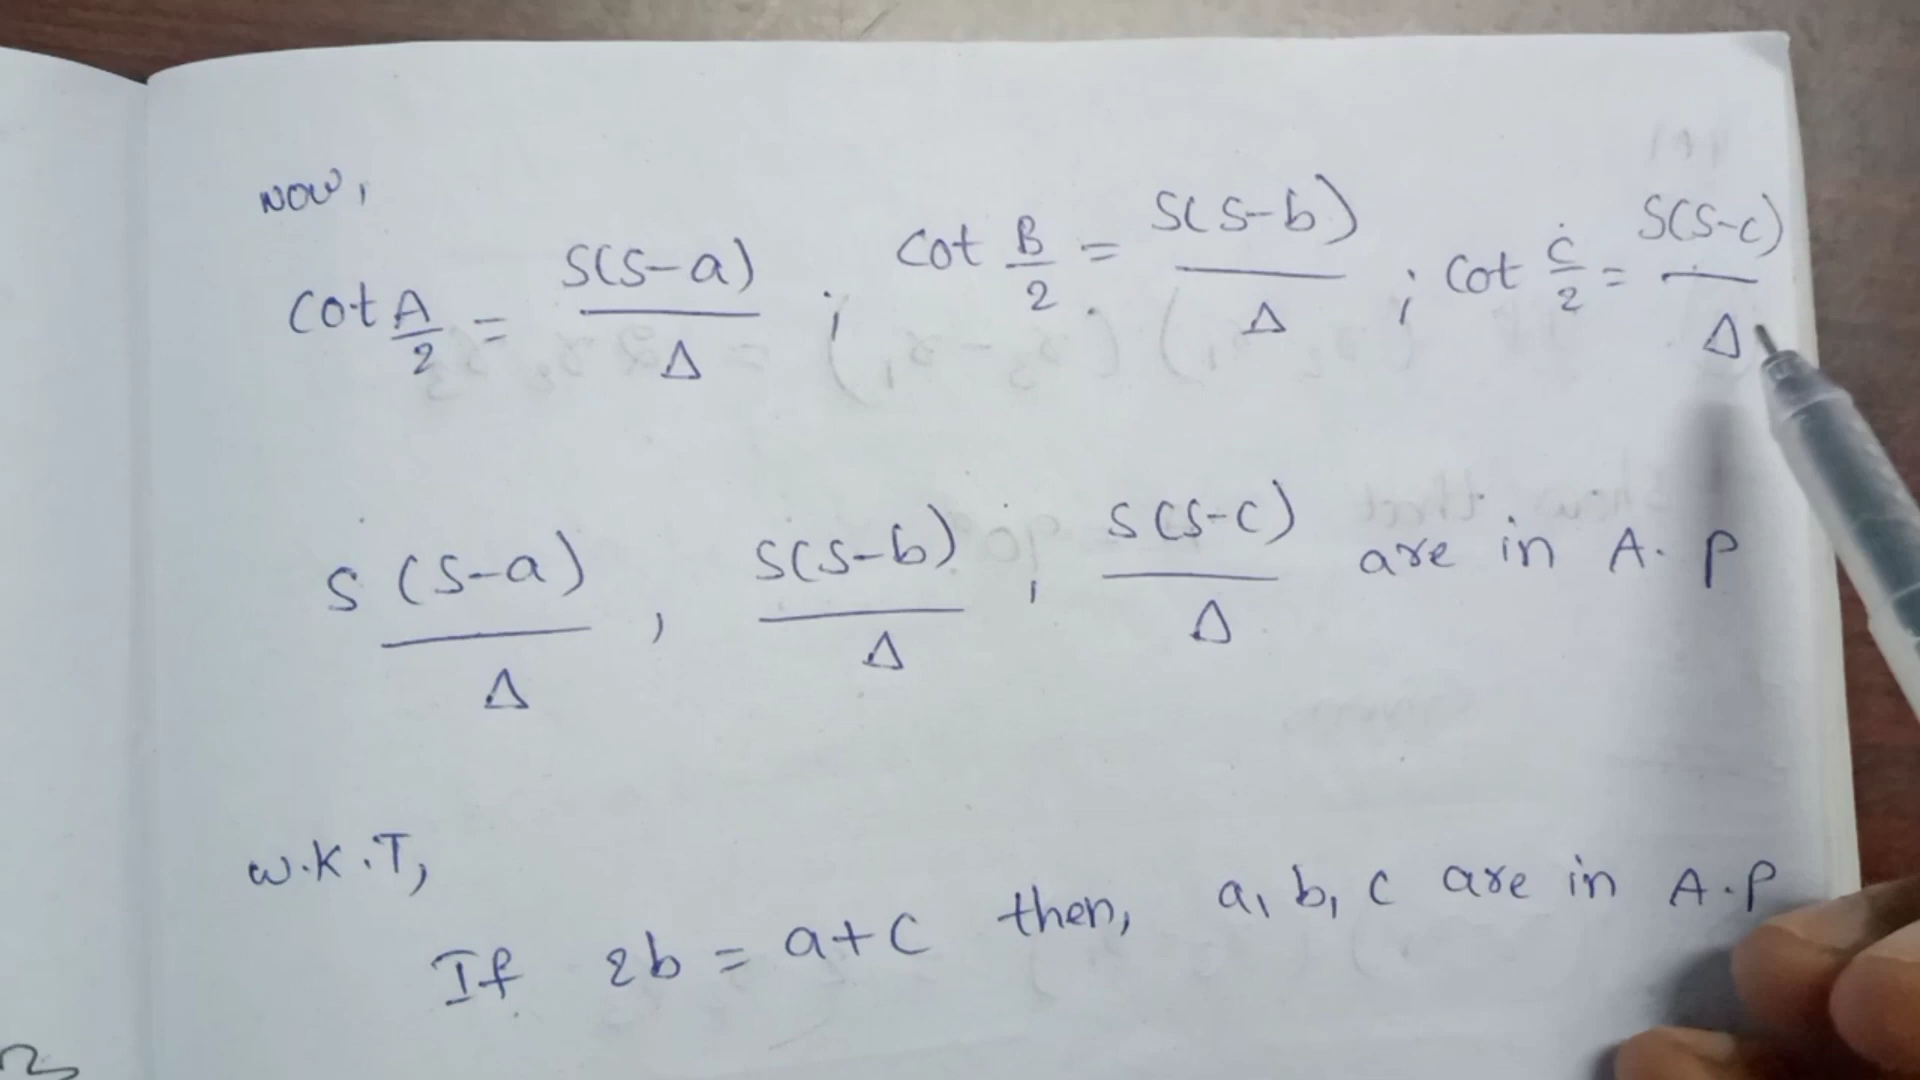 NOW,
cot A/2 = S(S-a)/Δ ; cot B/2 = S(S-b)/Δ ; cot C/2 = S(S-c)/Δ
S(S-a)/Δ , S(S-b)/Δ , S(S-c)/Δ are in A.P
W.K.T,
If 2b = a+c then, a, b, c are in A.P